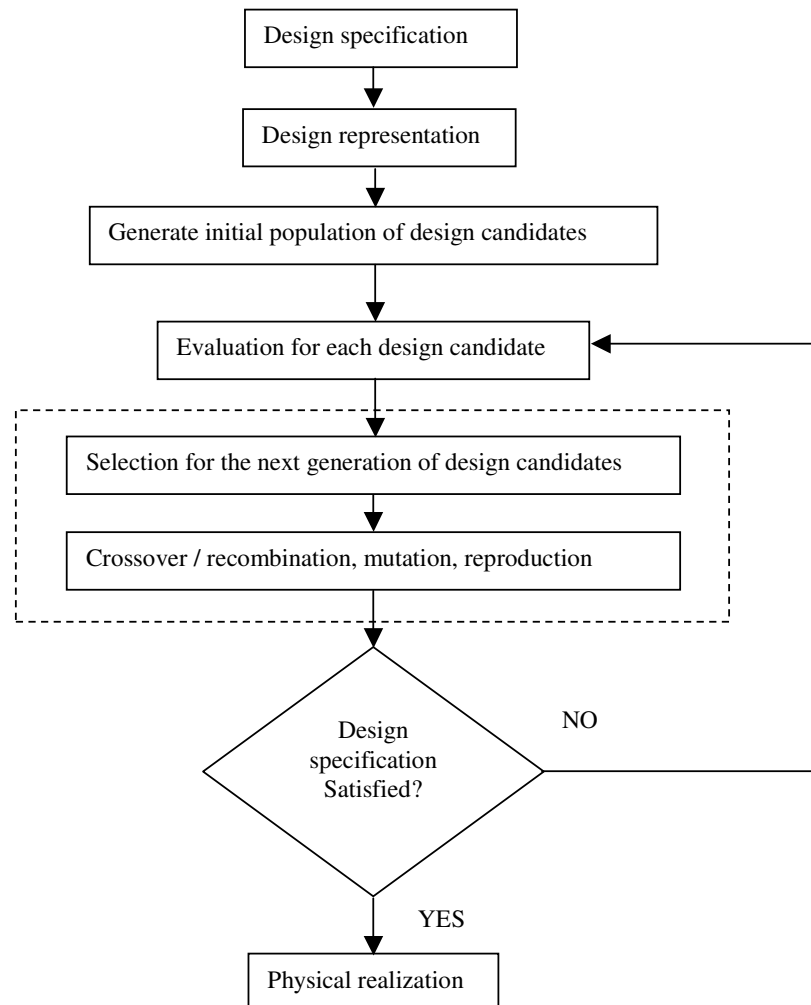 Design specification
Design representation
Generate initial population of design candidates
Evaluation for each design candidate
Selection for the next generation of design candidates
Crossover / recombination, mutation, reproduction
Design
specification
Satisfied?
NO
YES
Physical realization